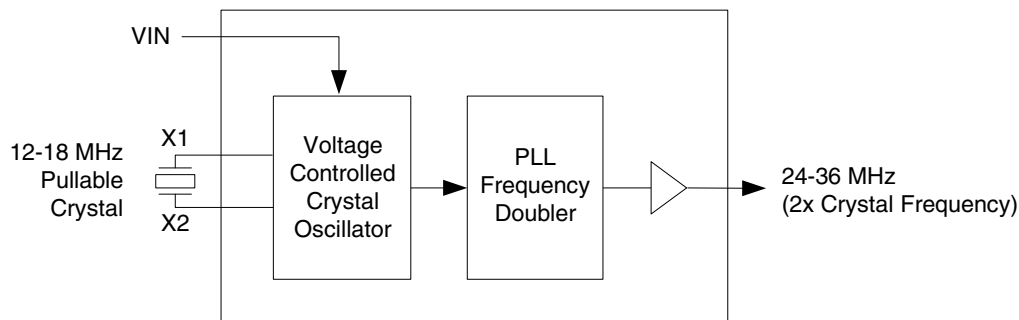 VIN
12-18 MHz
Pullable
Crystal
X1
X2
Voltage
Controlled
Crystal
Oscillator
PLL
Frequency
Doubler
24-36 MHz
(2x Crystal Frequency)